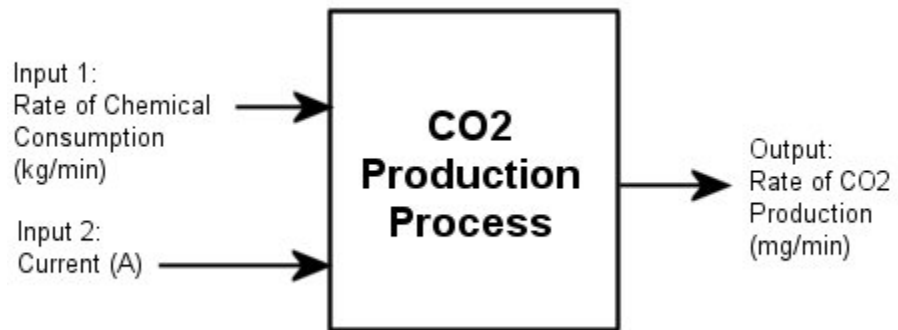 Input 1:
Rate of Chemical
Consumption
(kg/min)
Input 2:
Current (A)
CO2
Production
Process
Output:
Rate of CO2
Production
(mg/min)